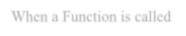 When a Function is called